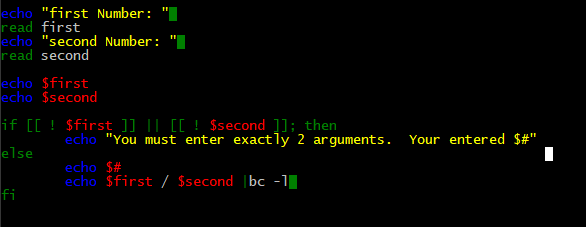 echo "first Number: "
read first
echo "second Number: "
read second
echo $first
echo $second
if [[ ! $first ]] || [[ ! $second ]]; then
echo "You must enter exactly 2 arguments.  Your entered $#"
else
echo $#
echo $first / $second |bc -l
fi